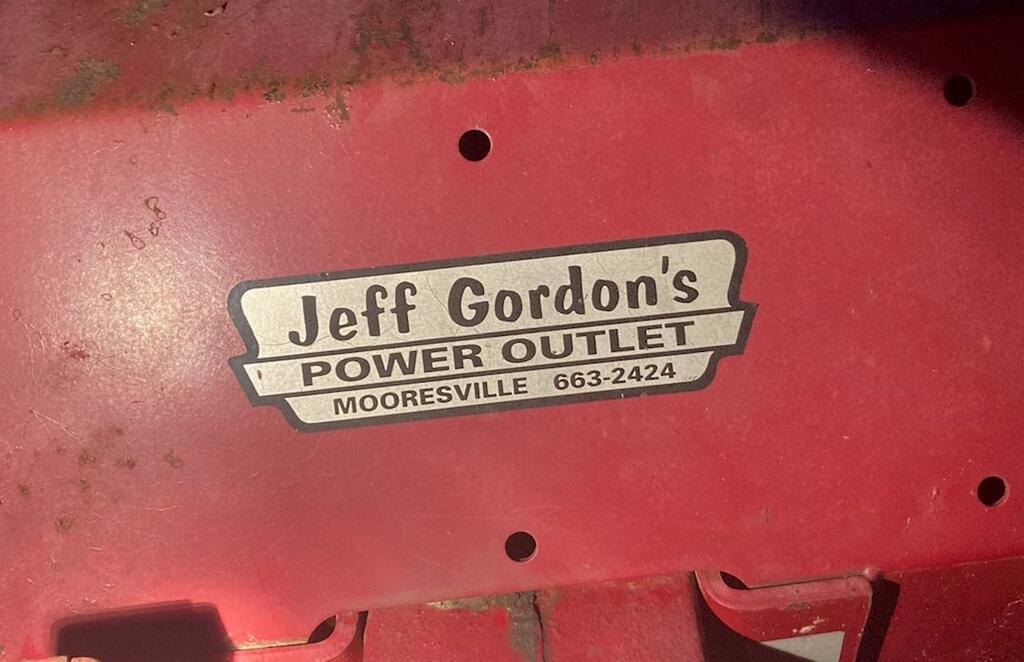 Jeff Gordon's
POWER OUTLET
MOORESVILLE 663-2424